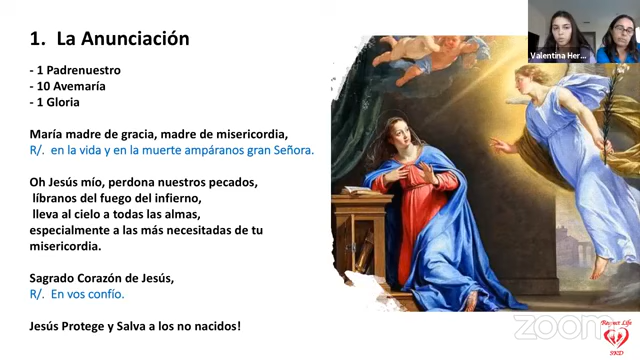 1. La Anunciación
- 1 Padrenuestro
- 10 Avemaría
- 1 Gloria
María madre de gracia, madre de misericordia,
R/. en la vida y en la muerte ampáranos gran Señora.
Oh Jesús mío, perdona nuestros pecados,
líbranos del fuego del infierno,
lleva al cielo a todas las almas,
especialmente a las más necesitadas de tu
misericordia.
Sagrado Corazón de Jesús,
R/. En vos confío.
Jesús Protege y Salva a los no nacidos!
Valentina Her...
zoom
Respect Life
SKD